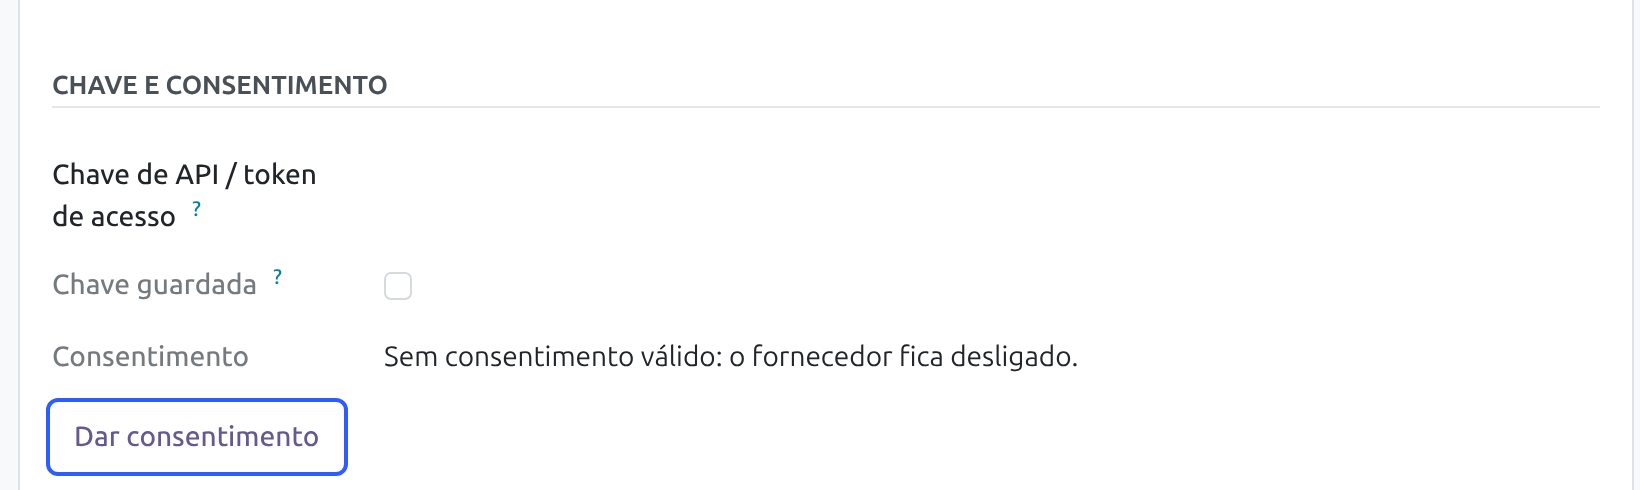 CHAVE E CONSENTIMENTO
Chave de API / token
de acesso ?
Chave guardada ?
Consentimento Sem consentimento válido: o fornecedor fica desligado.
Dar consentimento